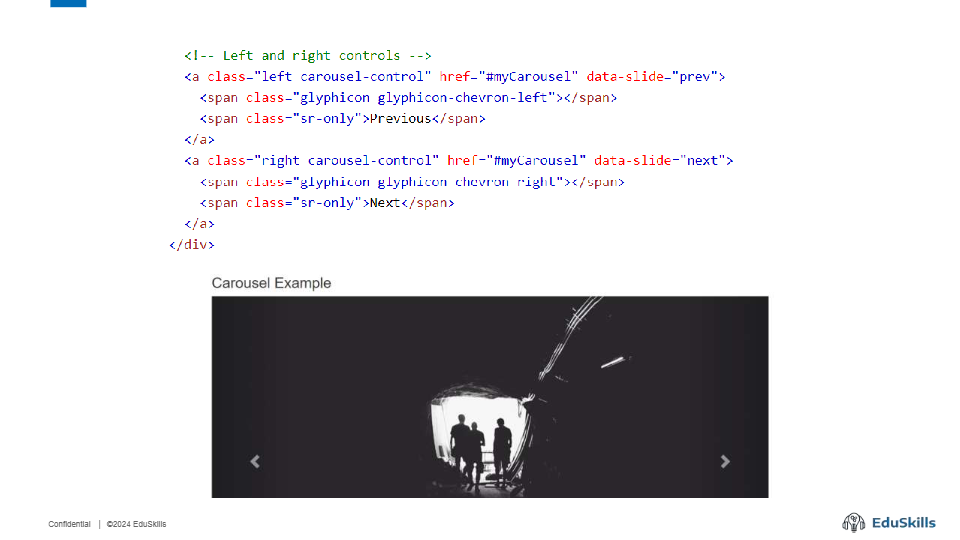 <!-- Left and right controls -->
<a class="left carousel-control" href="#myCarousel" data-slide="prev">
<span class="glyphicon glyphicon-chevron-left"></span>
<span class="sr-only">Previous</span>
</a>
<a class="right carousel-control" href="#myCarousel" data-slide="next">
<span class="glyphicon glyphicon-chevron-right"></span>
<span class="sr-only">Next</span>
</a>
</div>
Carousel Example
Confidential | ©2024 EduSkills
EduSkills